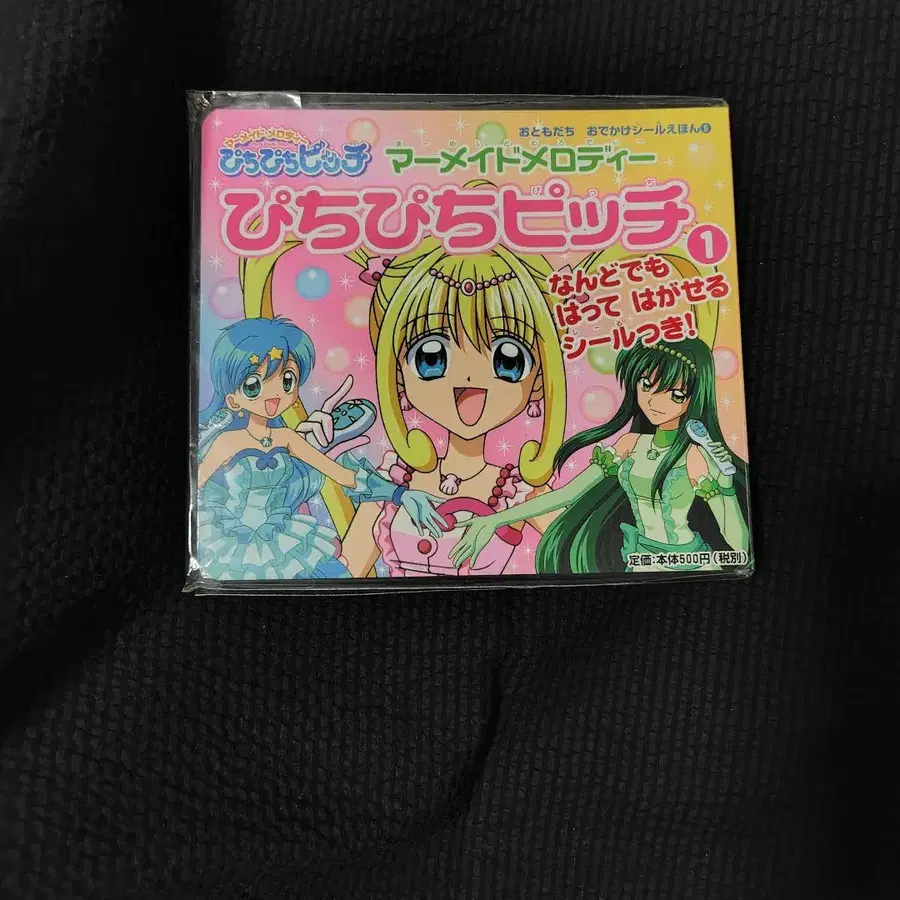 おともだち おでかけシールえほん⑤
マーメイド メロディー
ぴちぴちピッチ
マーメイドメロディー
ぴちぴちピッチ
1
なんどでも
はって はがせる
シールつき!
定価:本体500円(税別)